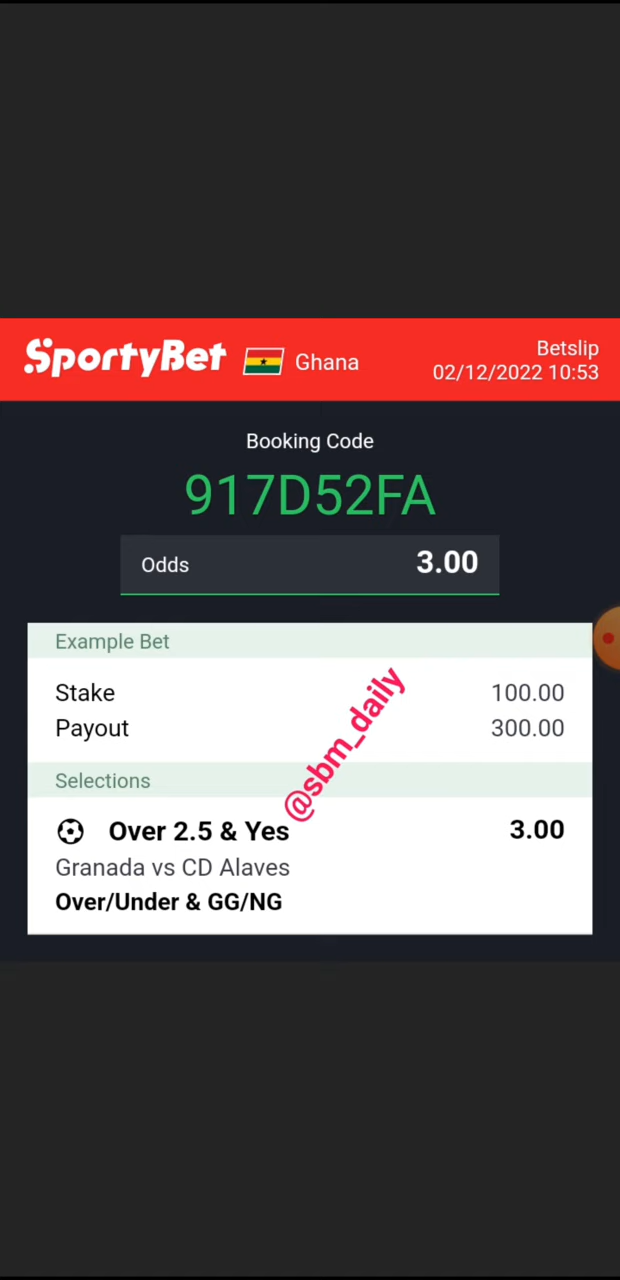 SportyBet Ghana
Betslip
02/12/2022 10:53
Booking Code
917D52FA
Odds 3.00
Example Bet
Stake 100.00
Payout 300.00
@sbm_daily
Selections
Over 2.5 & Yes 3.00
Granada vs CD Alaves
Over/Under & GG/NG